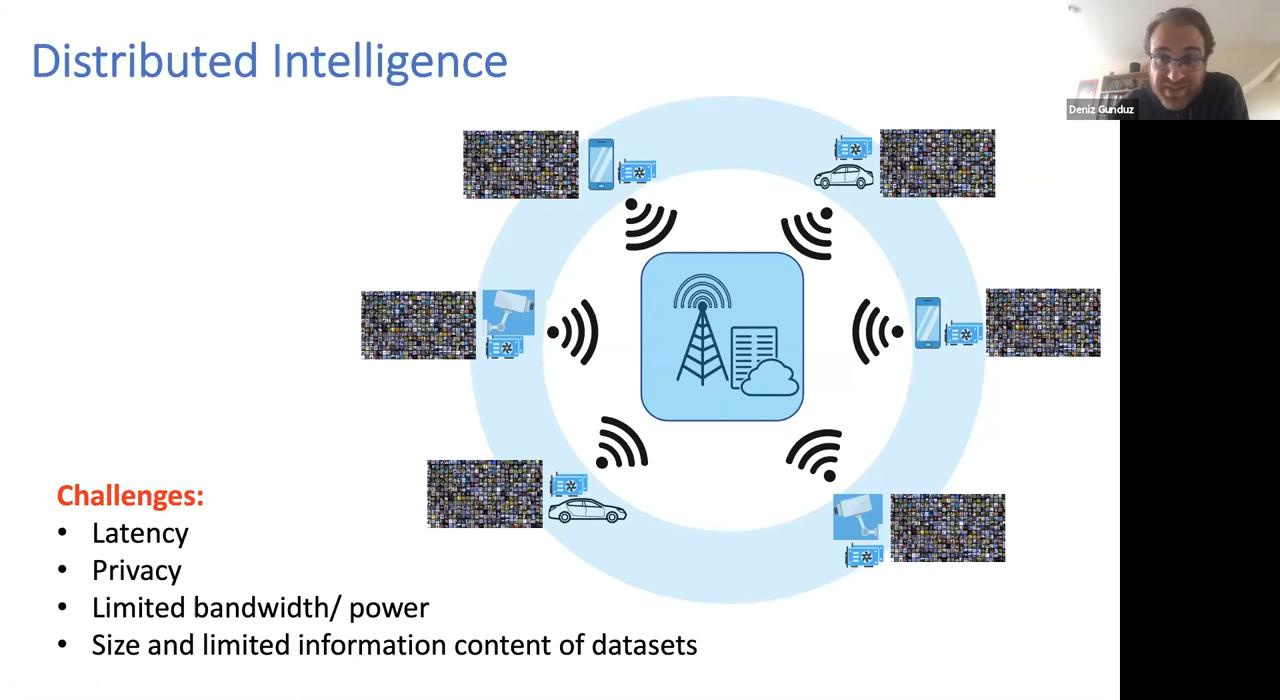 Distributed Intelligence
Deniz Gunduz
Challenges:
• Latency
• Privacy
• Limited bandwidth/ power
• Size and limited information content of datasets